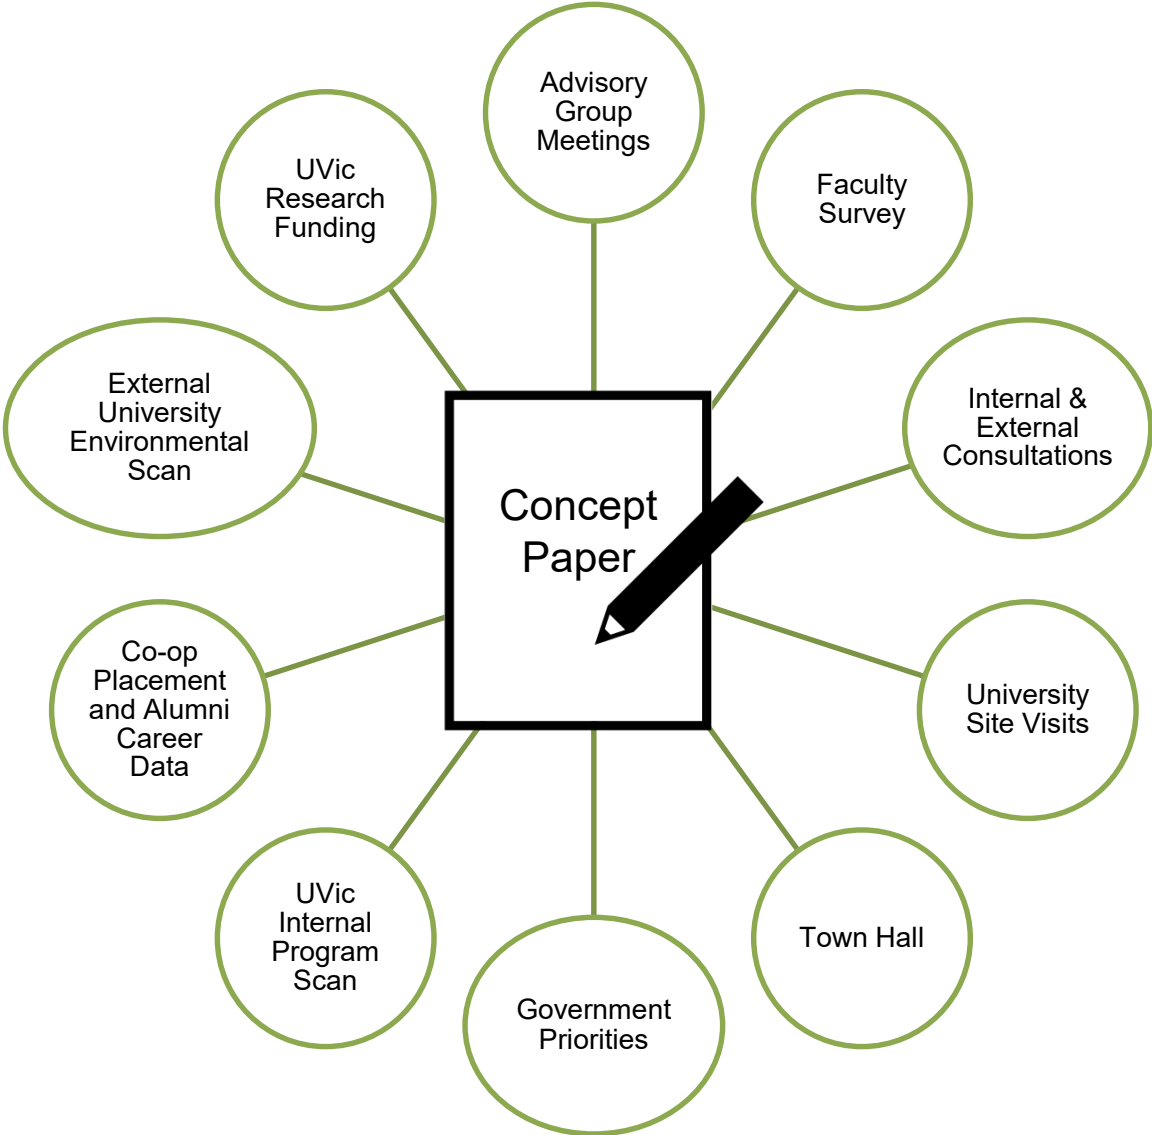 Advisory
Group
Meetings
Faculty
Survey
Internal &
External
Consultations
University
Site Visits
Town Hall
Government
Priorities
UVic
Internal
Program
Scan
Co-op
Placement
and Alumni
Career
Data
External
University
Environmental
Scan
UVic
Research
Funding
Concept
Paper